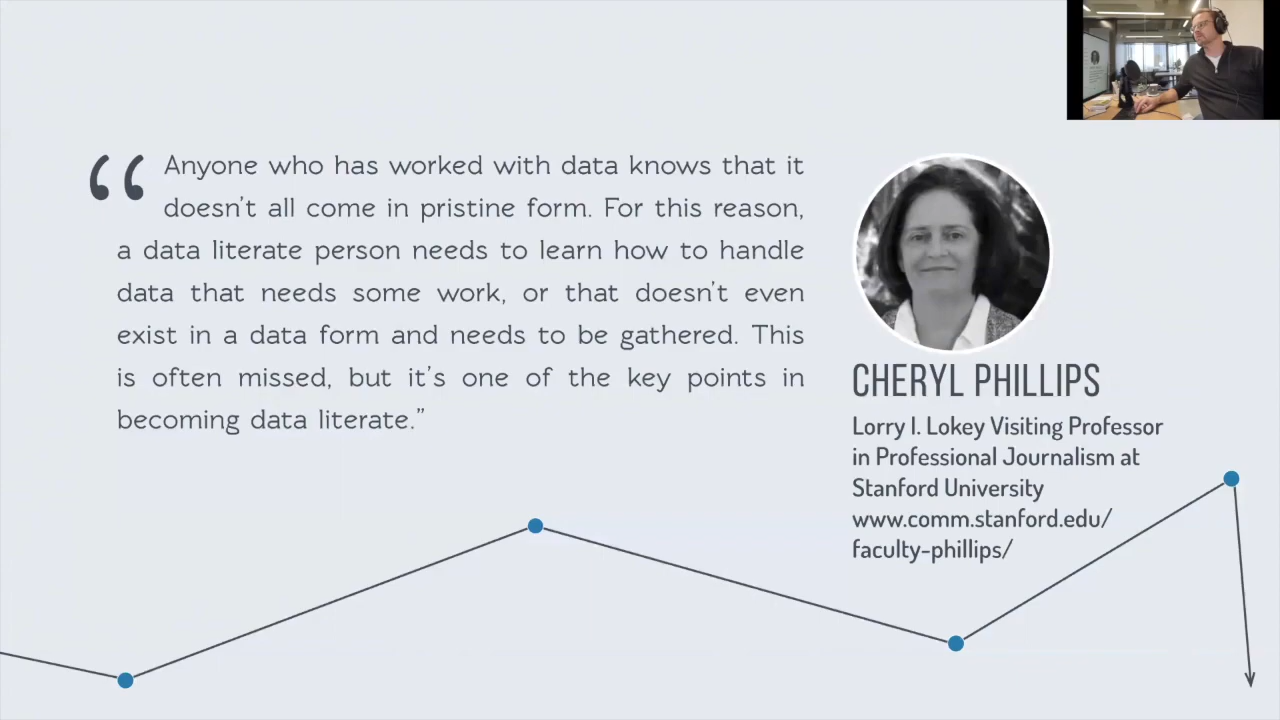 “ Anyone who has worked with data knows that it
doesn’t all come in pristine form. For this reason,
a data literate person needs to learn how to handle
data that needs some work, or that doesn’t even
exist in a data form and needs to be gathered. This
is often missed, but it’s one of the key points in
becoming data literate.”
CHERYL PHILLIPS
Lorry I. Lokey Visiting Professor
in Professional Journalism at
Stanford University
www.comm.stanford.edu/
faculty-phillips/